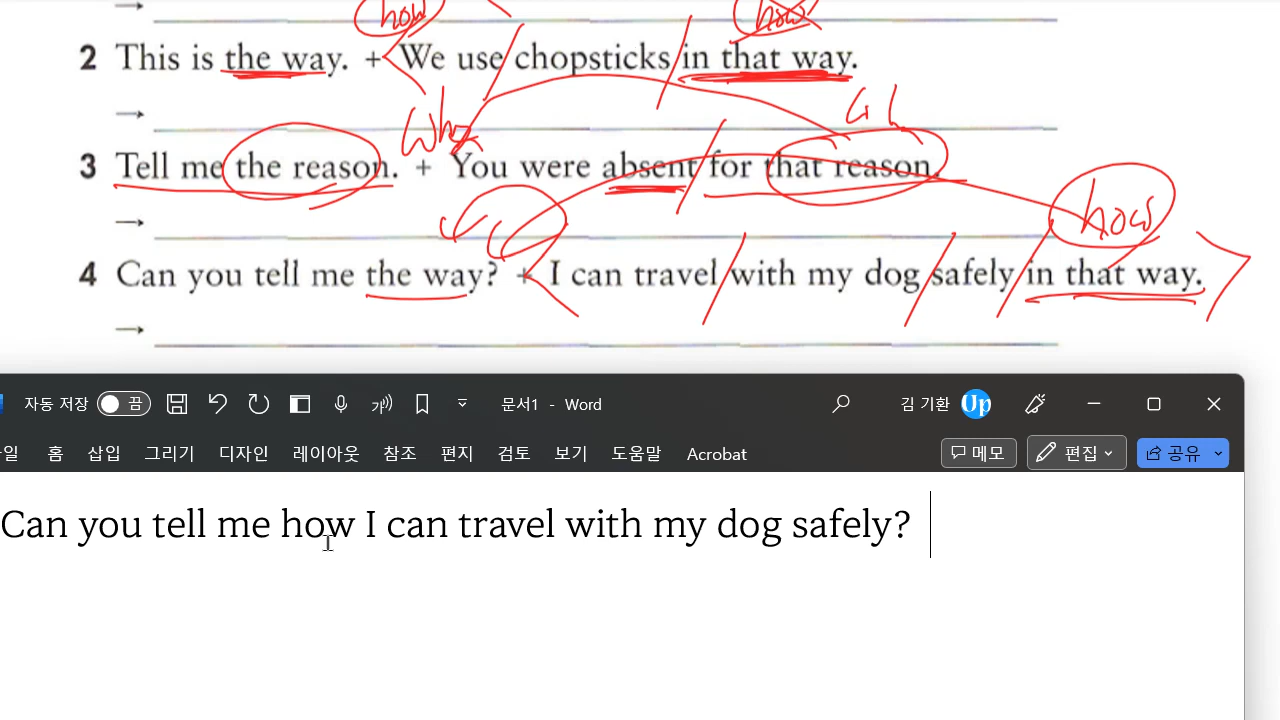 →
how how
2 This is the way. + We use chopsticks in that way.
→
why
3 Tell me the reason. + You were absent for that reason.
→
how
4 Can you tell me the way? + I can travel with my dog safely in that way.
→
자동 저장 끔 가 문서1 - Word 김 기환 Up
일 홈 삽입 그리기 디자인 레이아웃 참조 편지 검토 보기 도움말 Acrobat 메모 편집 공유
Can you tell me how I can travel with my dog safely?